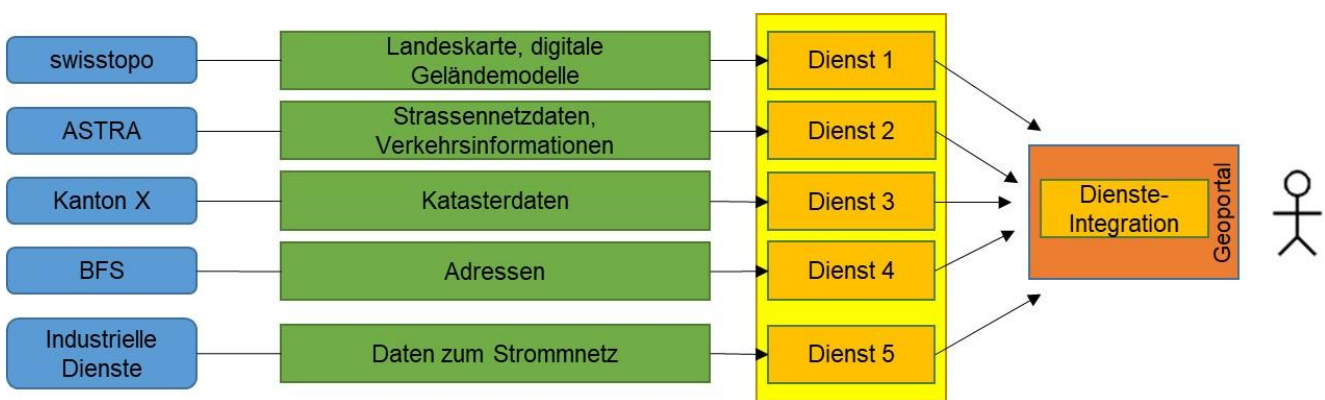 swisstopo
Landeskarte, digitale
Geländemodelle
Dienst 1
ASTRA
Strassennetzdaten,
Verkehrsinformationen
Dienst 2
Kanton X
Katasterdaten
Dienst 3
BFS
Adressen
Dienst 4
Industrielle
Dienste
Daten zum Strommnetz
Dienst 5
Dienste-
Integration
Geoportal